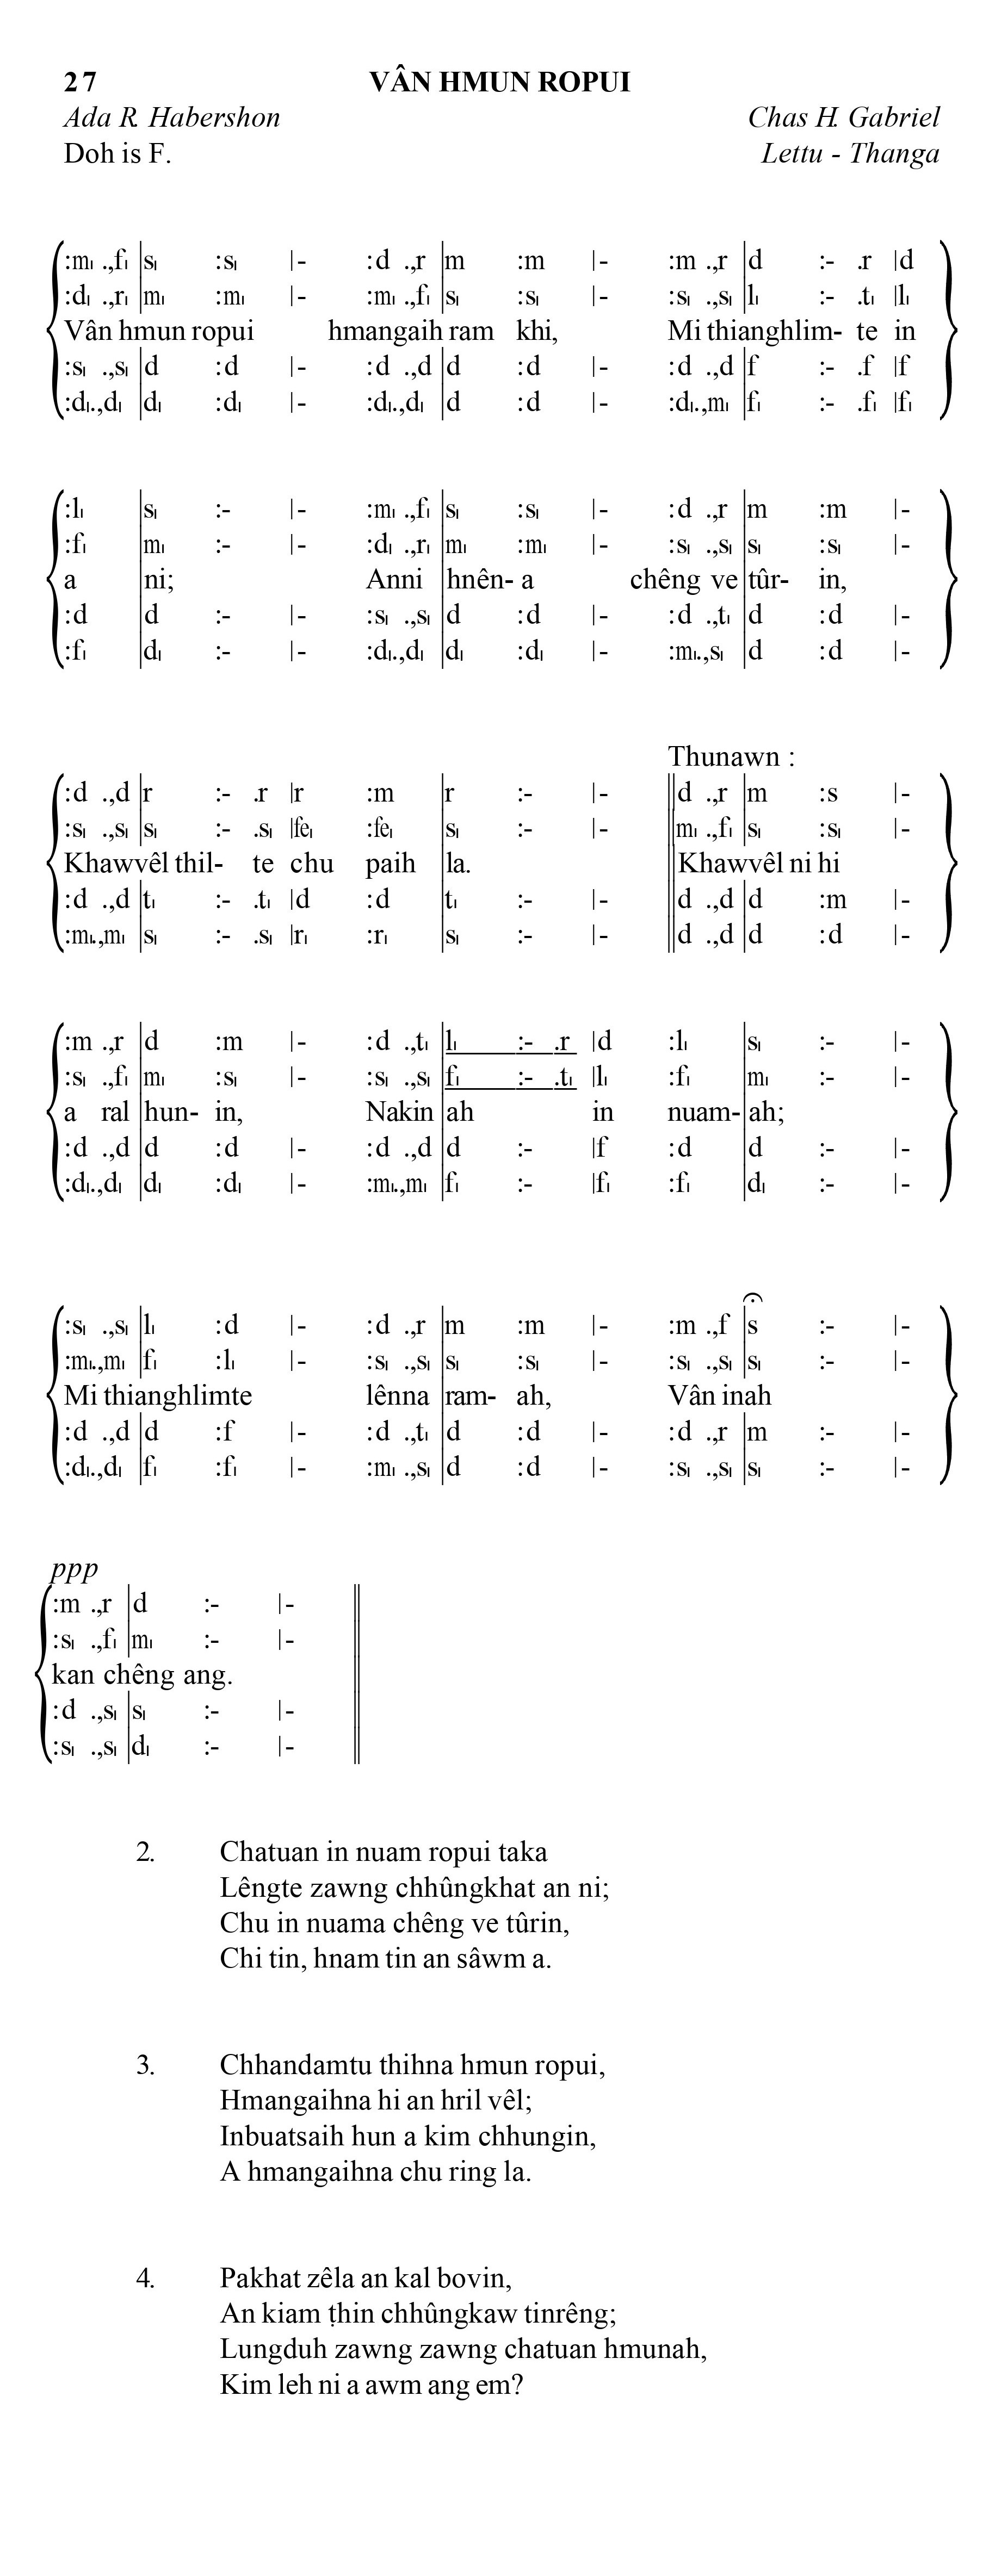 27 VÂN HMUN ROPUI
Ada R. Habershon Chas H. Gabriel
Doh is F. Lettu - Thanga
:mı .,fı |sı :sı |- :d .,r |m :m |- :m .,r |d :- .r |d
:dı .,rı |mı :mı |- :mı .,fı |sı :sı |- :sı .,sı |lı :- .tı |lı
Vân hmun ropui hmangaih ram khi, Mi thianghlim- te in
:sı .,sı |d :d |- :d .,d |d :d |- :d .,d |f :- .f |f
:dı.,dı |dı :dı |- :dı.,dı |d :d |- :dı.,mı |fı :- .fı |fı
:lı |sı :- |- :mı .,fı |sı :sı |- :d .,r |m :m |-
:fı |mı :- |- :dı .,rı |mı :mı |- :sı .,sı |sı :sı |-
a ni; Anni hnên- a chêng ve tûr- in,
:d |d :- |- :sı .,sı |d :d |- :d .,tı |d :d |-
:fı |dı :- |- :dı.,dı |dı :dı |- :mı.,sı |d :d |-
Thunawn :
:d .,d |r :- .r |r :m |r :- |- ||d .,r |m :s |-
:sı .,sı |sı :- .sı |feı :feı |sı :- |- ||mı .,fı |sı :sı |-
Khawvêl thil- te chu paih la. Khawvêl ni hi
:d .,d |tı :- .tı |d :d |tı :- |- ||d .,d |d :m |-
:mı.,mı |sı :- .sı |rı :rı |sı :- |- ||d .,d |d :d |-
:m .,r |d :m |- :d .,tı |lı :- .r |d :lı |sı :- |-
:sı .,fı |mı :sı |- :sı .,sı |fı :- .tı |lı :fı |mı :- |-
a ral hun- in, Nakin ah in nuam- ah;
:d .,d |d :d |- :d .,d |d :- |f :d |d :- |-
:dı.,dı |dı :dı |- :mı.,mı |fı :- |fı :fı |dı :- |-
:sı .,sı |lı :d |- :d .,r |m :m |- :m .,f |s :- |-
:mı.,mı |fı :lı |- :sı .,sı |sı :sı |- :sı .,sı |sı :- |-
Mi thianghlimte lênna ram- ah, Vân inah
:d .,d |d :f |- :d .,tı |d :d |- :d .,r |m :- |-
:dı.,dı |fı :fı |- :mı .,sı |d :d |- :sı .,sı |sı :- |-
ppp
:m .,r |d :- |- ||
:sı .,fı |mı :- |- ||
kan chêng ang.
:d .,sı |sı :- |- ||
:sı .,sı |dı :- |- ||
2. Chatuan in nuam ropui taka
Lêngte zawng chhûngkhat an ni;
Chu in nuama chêng ve tûrin,
Chi tin, hnam tin an sâwm a.
3. Chhandamtu thihna hmun ropui,
Hmangaihna hi an hril vêl;
Inbuatsaih hun a kim chhungin,
A hmangaihna chu ring la.
4. Pakhat zêla an kal bovin,
An kiam ṭhin chhûngkaw tinrêng;
Lungduh zawng zawng chatuan hmunah,
Kim leh ni a awm ang em?